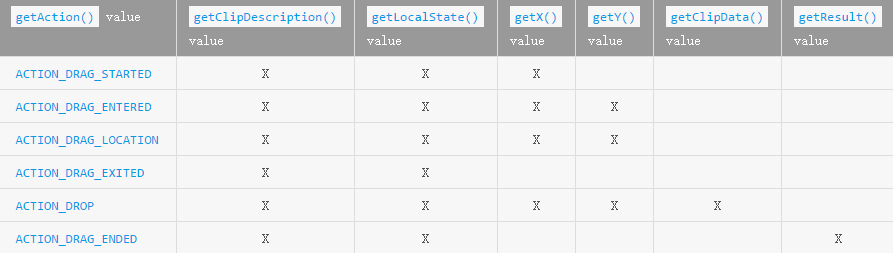 getAction() value getClipDescription() value getLocalState() value getX() value getY() value getClipData() value getResult() value
ACTION_DRAG_STARTED X X X
ACTION_DRAG_ENTERED X X X X
ACTION_DRAG_LOCATION X X X X
ACTION_DRAG_EXITED X X
ACTION_DROP X X X X X
ACTION_DRAG_ENDED X X X